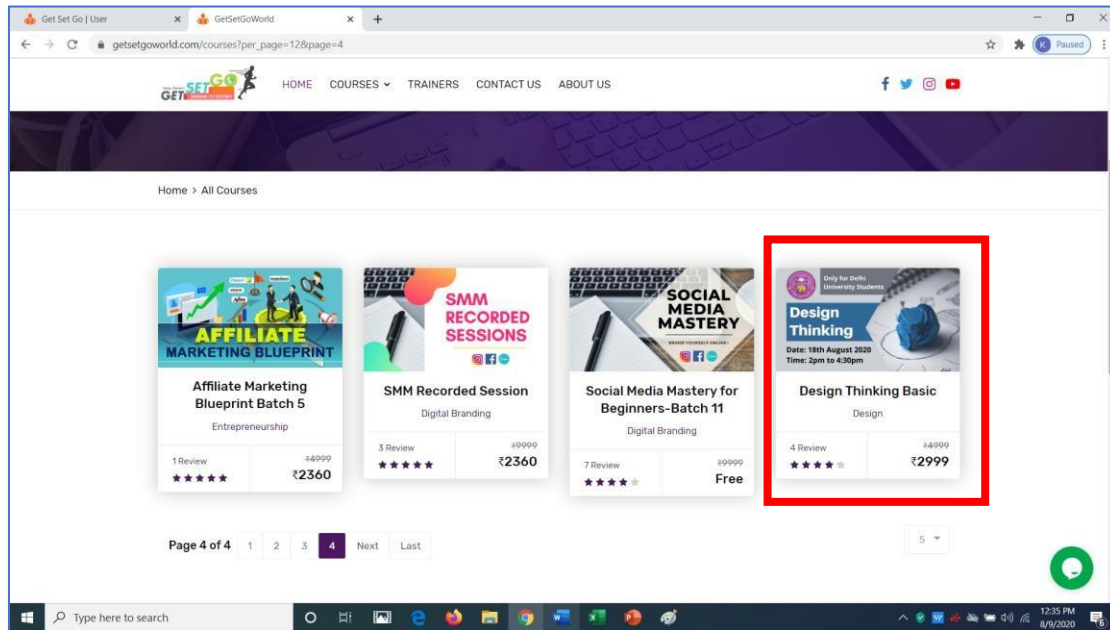 Get Set Go | User
GetSetGoWorld
getsetgoworld.com/courses?per_page=12&page=4
K Paused
GET SET GO
HOME COURSES TRAINERS CONTACT US ABOUT US
Home > All Courses
AFFILIATE
MARKETING BLUEPRINT
Affiliate Marketing
Blueprint Batch 5
Entrepreneurship
1 Review
₹4999
₹2360
SMM
RECORDED
SESSIONS
SMM Recorded Session
Digital Branding
3 Review
₹9999
₹2360
SOCIAL
MEDIA
MASTERY
BRAND YOURSELF ONLINE !
Social Media Mastery for
Beginners-Batch 11
Digital Branding
7 Review
₹9999
Free
Only for Delhi
University Students
Design
Thinking
Date: 18th August 2020
Time: 2pm to 4:30pm
Design Thinking Basic
Design
4 Review
₹4999
₹2999
Page 4 of 4 1 2 3 4 Next Last
5
Type here to search
12:35 PM
8/9/2020
6